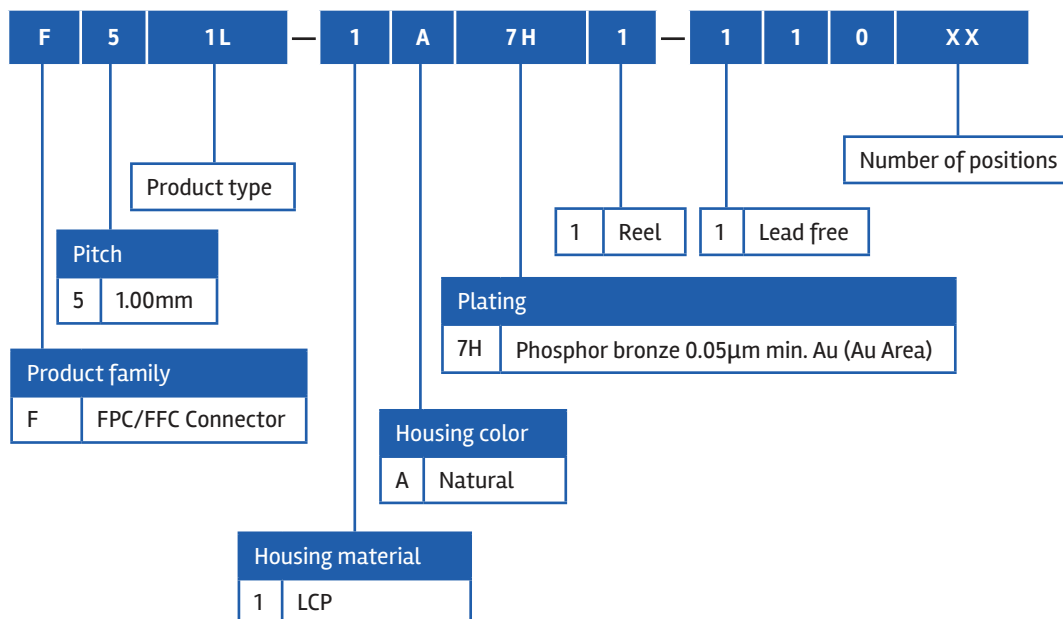 F 5 1L — 1 A 7H 1 — 1 1 0 XX
Number of positions
Product type
1 Reel
1 Lead free
Pitch
5 1.00mm
Plating
7H Phosphor bronze 0.05µm min. Au (Au Area)
Product family
F FPC/FFC Connector
Housing color
A Natural
Housing material
1 LCP